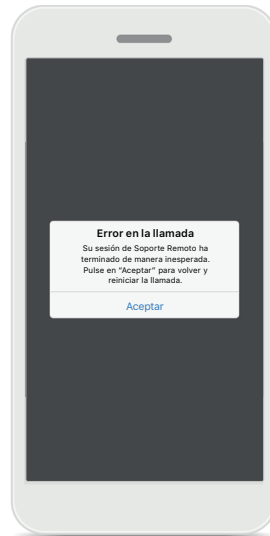 Error en la llamada
Su sesión de Soporte Remoto ha
terminado de manera inesperada.
Pulse en “Aceptar” para volver y
reiniciar la llamada.
Aceptar